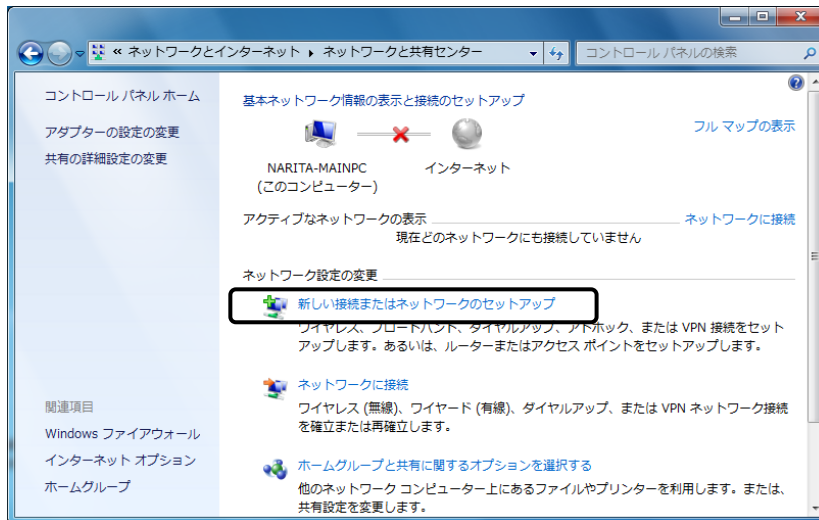 « ネットワークとインターネット ▸ ネットワークと共有センター
コントロール パネルの検索
コントロール パネル ホーム
アダプターの設定の変更
共有の詳細設定の変更
基本ネットワーク情報の表示と接続のセットアップ
フル マップの表示
NARITA-MAINPC
(このコンピューター)
インターネット
アクティブなネットワークの表示
ネットワークに接続
現在どのネットワークにも接続していません
ネットワーク設定の変更
新しい接続またはネットワークのセットアップ
ワイヤレス、ブロードバンド、ダイヤルアップ、アドホック、または VPN 接続をセット
アップします。あるいは、ルーターまたはアクセス ポイントをセットアップします。
ネットワークに接続
ワイヤレス (無線)、ワイヤード (有線)、ダイヤルアップ、または VPN ネットワーク接続
を確立または再確立します。
ホームグループと共有に関するオプションを選択する
他のネットワーク コンピューター上にあるファイルやプリンターを利用します。または、
共有設定を変更します。
関連項目
Windows ファイアウォール
インターネット オプション
ホームグループ